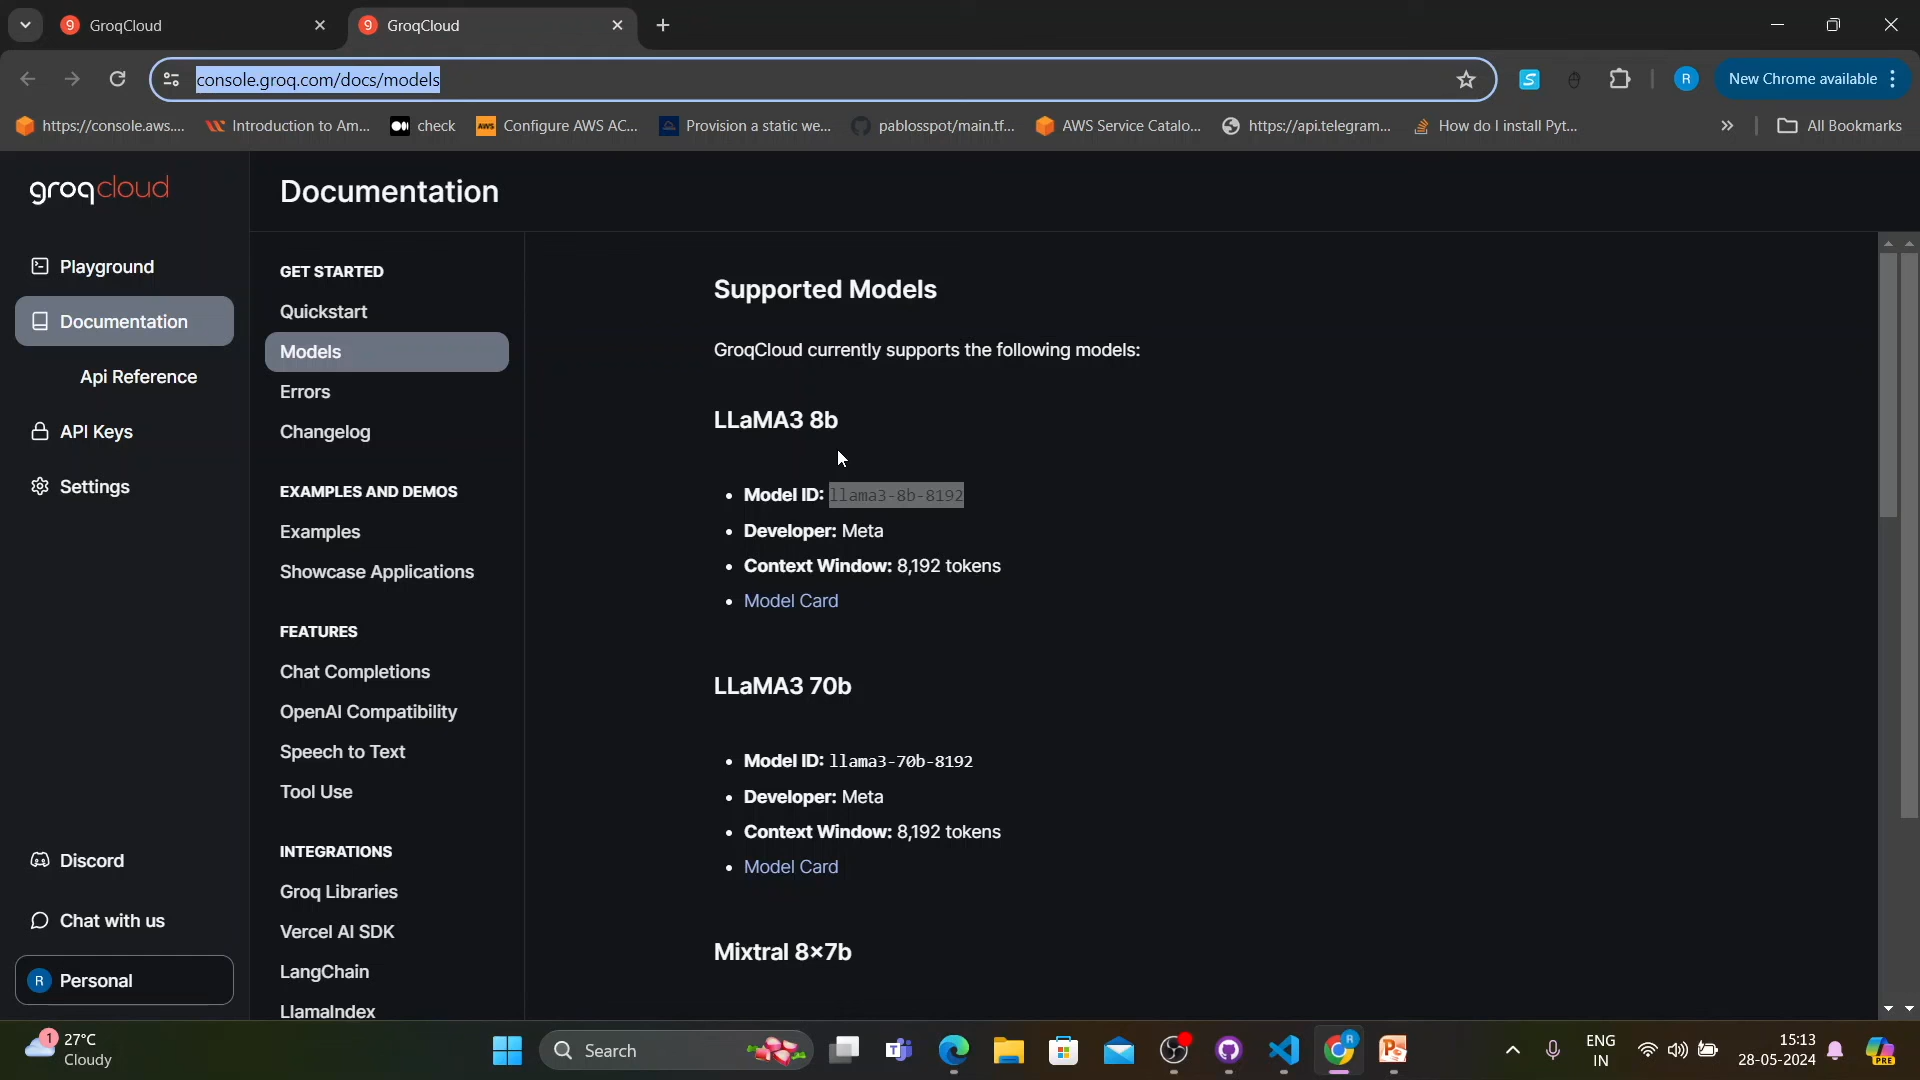 GroqCloud
GroqCloud
console.groq.com/docs/models
R
New Chrome available
https://console.aws....
Introduction to Am...
check
Configure AWS AC...
Provision a static we...
pablosspot/main.tf...
AWS Service Catalo...
https://api.telegram...
How do I install Pyt...
All Bookmarks
groqcloud
Playground
Documentation
Api Reference
API Keys
Settings
Discord
Chat with us
R Personal
Documentation
GET STARTED
Quickstart
Models
Errors
Changelog
EXAMPLES AND DEMOS
Examples
Showcase Applications
FEATURES
Chat Completions
OpenAI Compatibility
Speech to Text
Tool Use
INTEGRATIONS
Groq Libraries
Vercel AI SDK
LangChain
LlamaIndex
Supported Models
GroqCloud currently supports the following models:
LLaMA3 8b
• Model ID: llama3-8b-8192
• Developer: Meta
• Context Window: 8,192 tokens
• Model Card
LLaMA3 70b
• Model ID: llama3-70b-8192
• Developer: Meta
• Context Window: 8,192 tokens
• Model Card
Mixtral 8×7b
1
27°C
Cloudy
Search
ENG
IN
15:13
28-05-2024
PRE